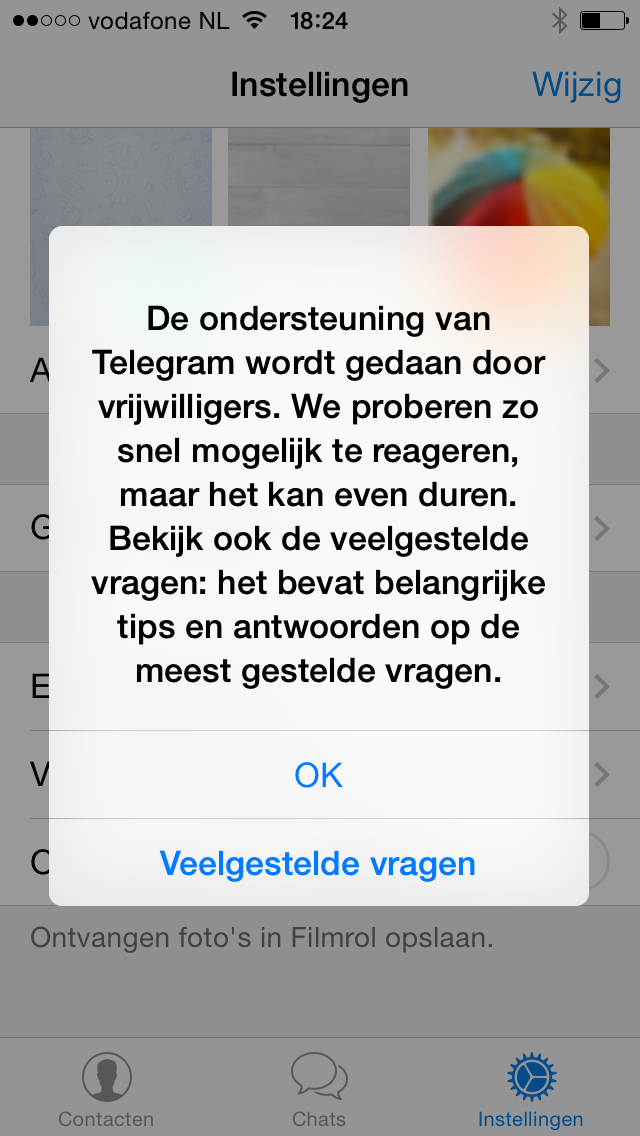 vodafone NL 18:24
Instellingen Wijzig
De ondersteuning van
Telegram wordt gedaan door
vrijwilligers. We proberen zo
snel mogelijk te reageren,
maar het kan even duren.
Bekijk ook de veelgestelde
vragen: het bevat belangrijke
tips en antwoorden op de
meest gestelde vragen.
OK
Veelgestelde vragen
Ontvangen foto's in Filmrol opslaan.
Contacten Chats Instellingen